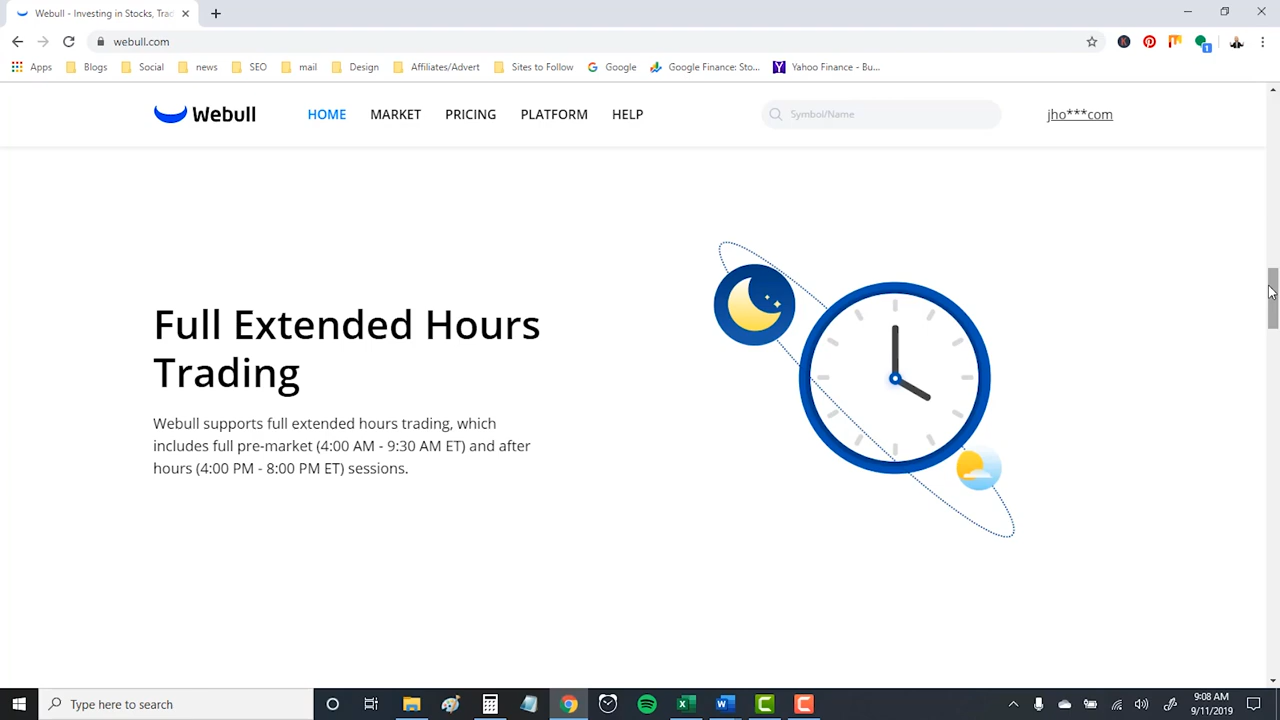 Webull - Investing in Stocks, Trad
webull.com
Apps Blogs Social news SEO mail Design Affiliates/Advert Sites to Follow Google Google Finance: Sto... Yahoo Finance - Bu...
Webull HOME MARKET PRICING PLATFORM HELP Symbol/Name jho***com
Full Extended Hours
Trading
Webull supports full extended hours trading, which
includes full pre-market (4:00 AM - 9:30 AM ET) and after
hours (4:00 PM - 8:00 PM ET) sessions.
Type here to search
9:08 AM
9/11/2019